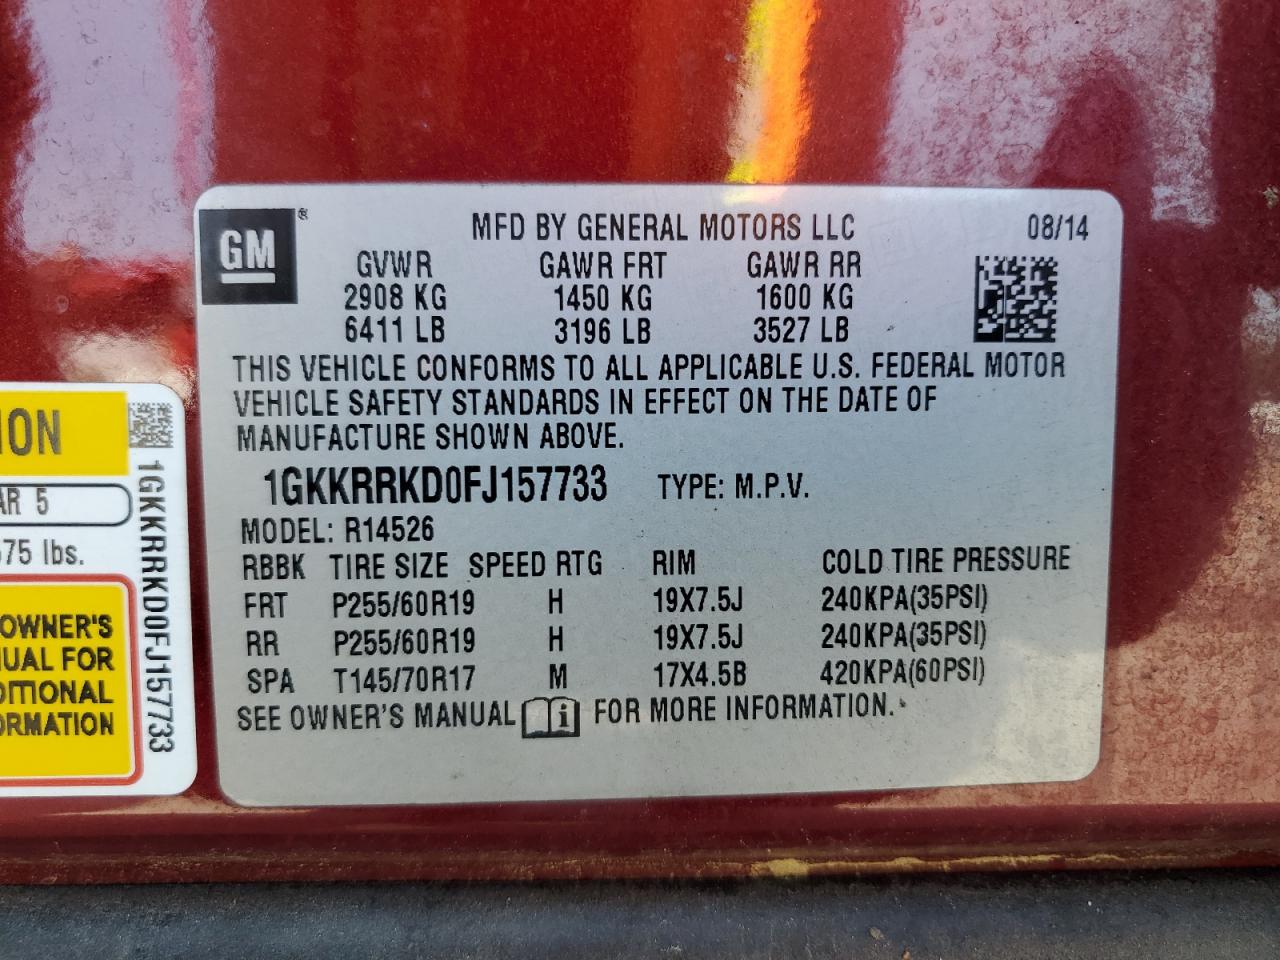 GM ®
MFD BY GENERAL MOTORS LLC 08/14
GVWR GAWR FRT GAWR RR
2908 KG 1450 KG 1600 KG
6411 LB 3196 LB 3527 LB
THIS VEHICLE CONFORMS TO ALL APPLICABLE U.S. FEDERAL MOTOR
VEHICLE SAFETY STANDARDS IN EFFECT ON THE DATE OF
MANUFACTURE SHOWN ABOVE.
1GKKRRKD0FJ157733 TYPE: M.P.V.
MODEL: R14526
RBBK TIRE SIZE SPEED RTG RIM COLD TIRE PRESSURE
FRT P255/60R19 H 19X7.5J 240KPA(35PSI)
RR P255/60R19 H 19X7.5J 240KPA(35PSI)
SPA T145/70R17 M 17X4.5B 420KPA(60PSI)
SEE OWNER'S MANUAL i FOR MORE INFORMATION.
ION
AR 5
75 lbs.
OWNER'S
UAL FOR
DITIONAL
ORMATION
1GKKRRKD0FJ157733